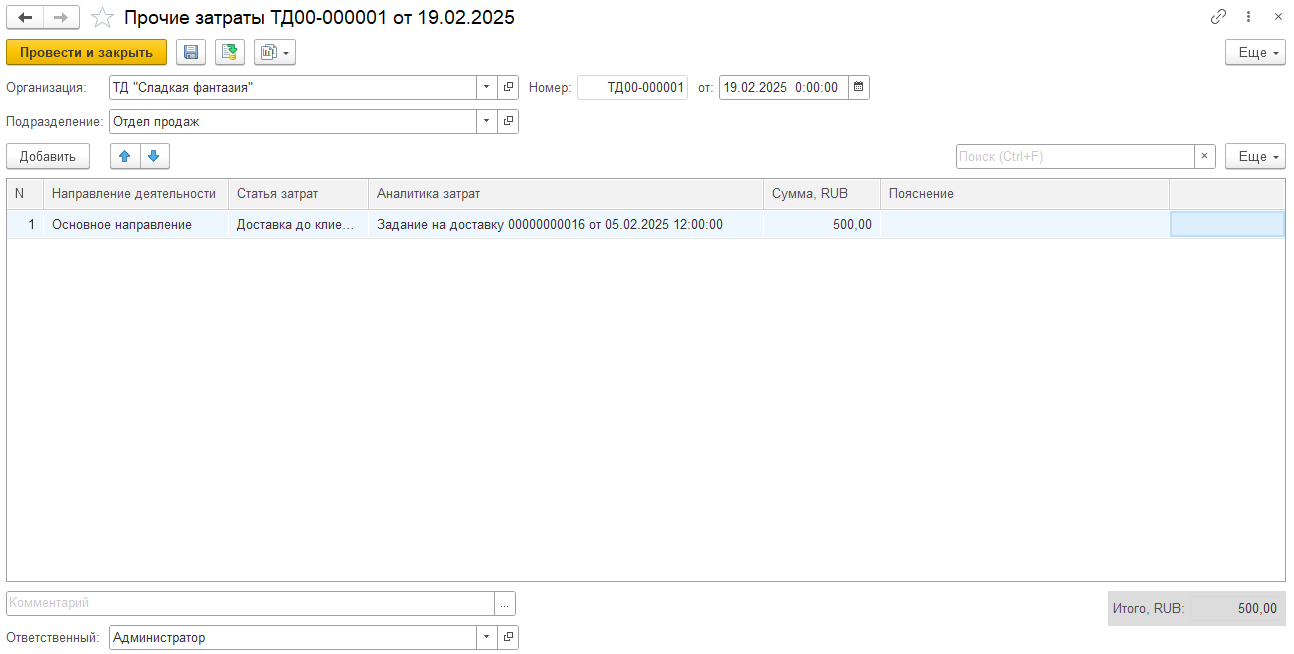 Прочие затраты ТД00-000001 от 19.02.2025
Провести и закрыть
Еще
Организация: ТД "Сладкая фантазия" Номер: ТД00-000001 от: 19.02.2025 0:00:00
Подразделение: Отдел продаж
Добавить Поиск (Ctrl+F) × Еще
N Направление деятельности Статья затрат Аналитика затрат Сумма, RUB Пояснение
1 Основное направление Доставка до клие... Задание на доставку 00000000016 от 05.02.2025 12:00:00 500,00
Комментарий ... Итого, RUB: 500,00
Ответственный: Администратор